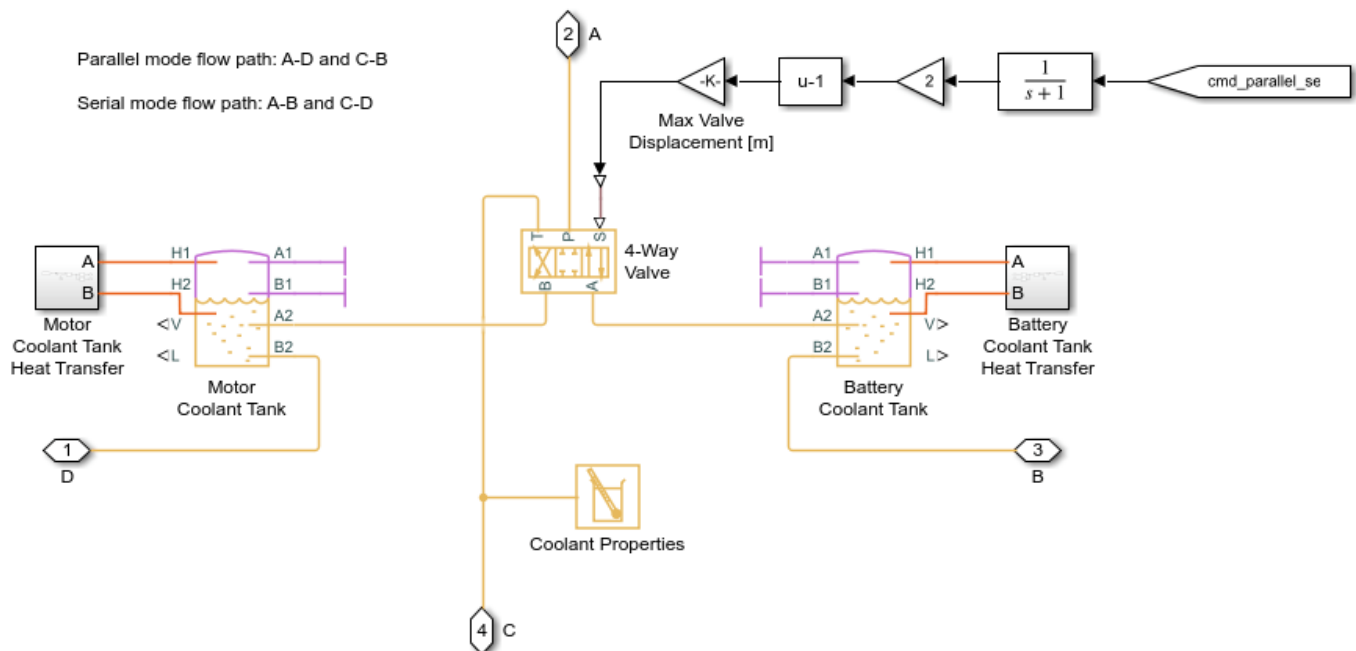 2 A
Parallel mode flow path: A-D and C-B
Serial mode flow path: A-B and C-D
-K-
u-1
2
1
s + 1
cmd_parallel_se
Max Valve
Displacement [m]
T P S
4-Way
Valve
B A
A
B
H1
H2
A1
B1
<V
A2
<L
B2
Motor
Coolant Tank
Heat Transfer
Motor
Coolant Tank
A1
B1
H1
H2
A
B
A2
V>
B2
L>
Battery
Coolant Tank
Battery
Coolant Tank
Heat Transfer
1
D
3
B
Coolant Properties
4 C